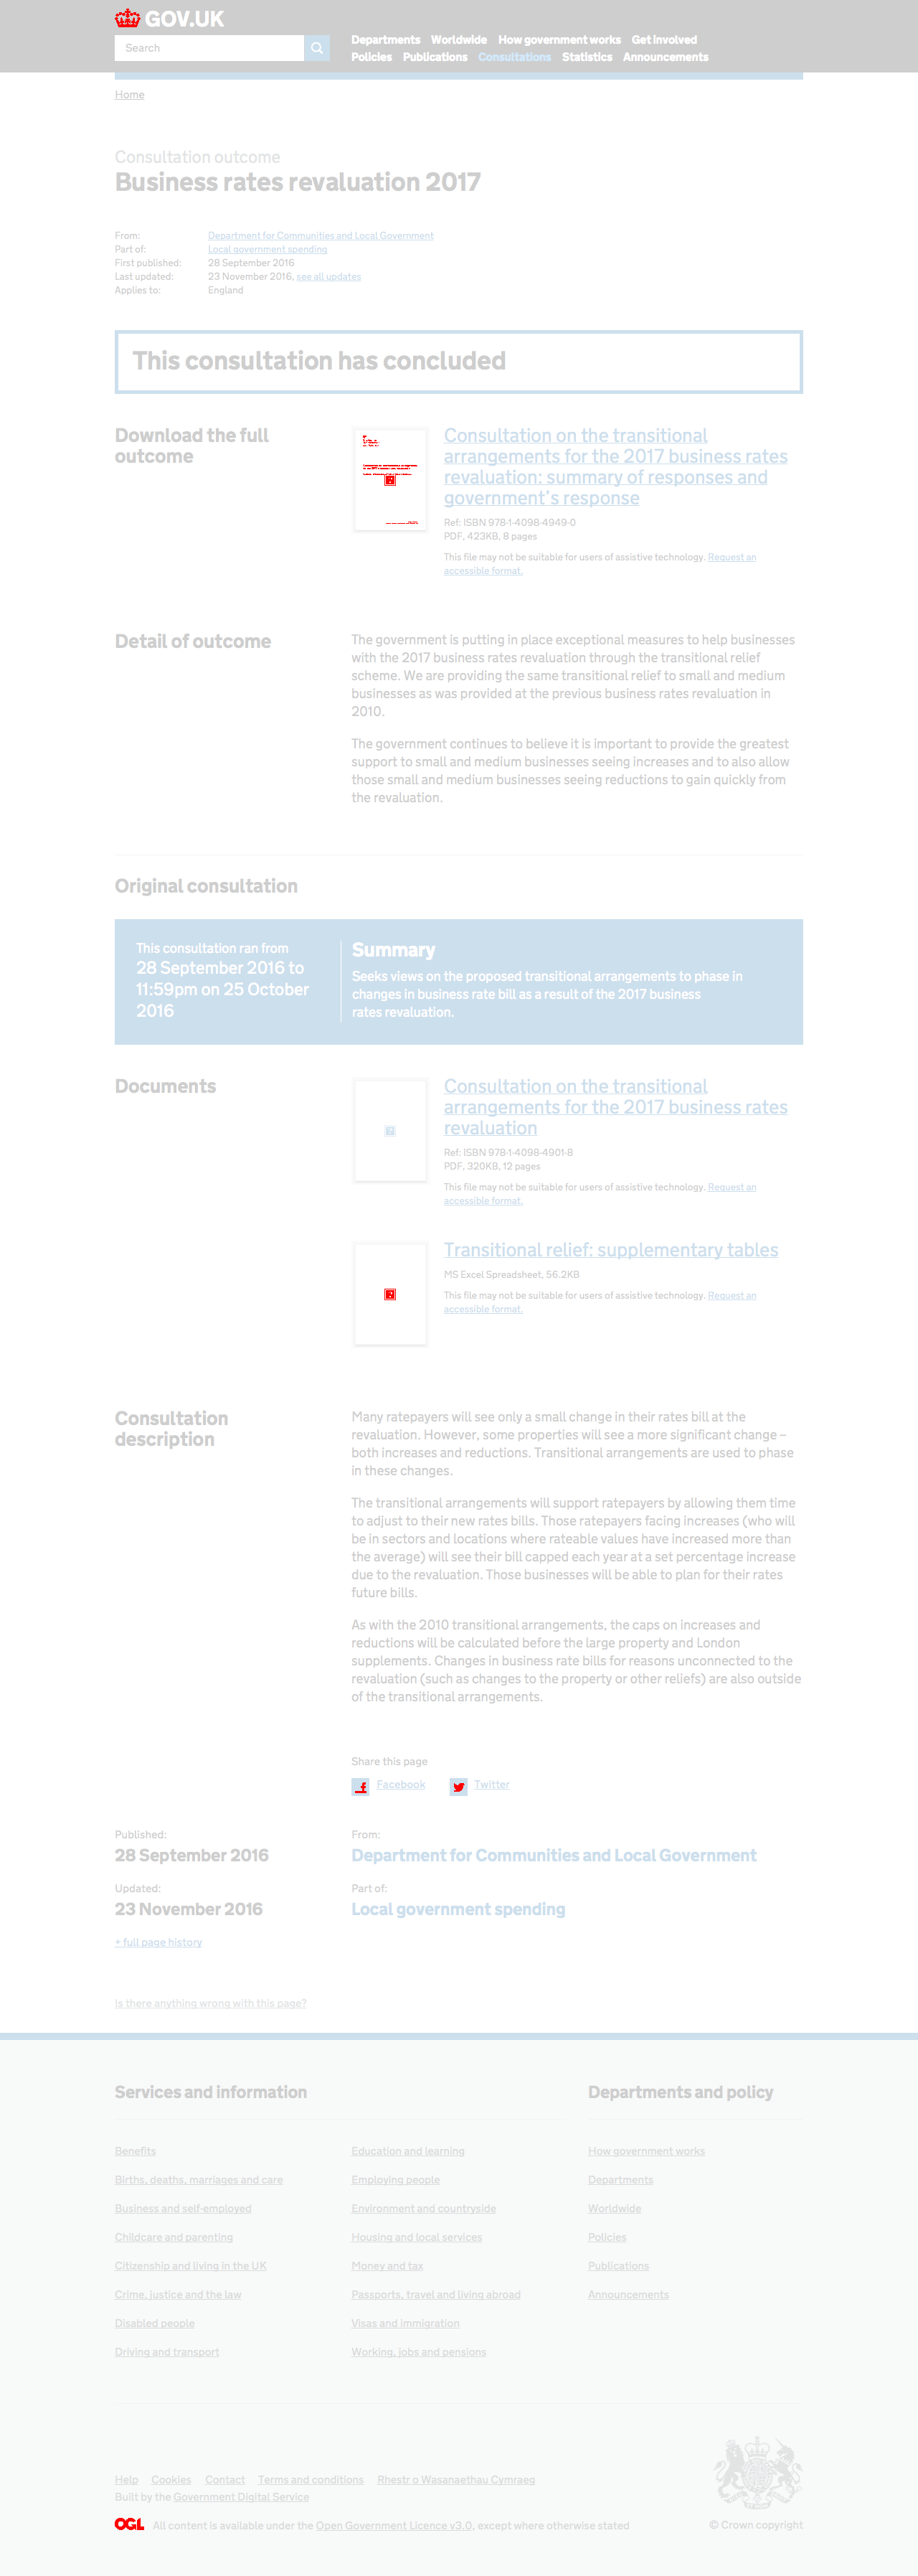 GOV.UK
Search
Departments Worldwide How government works Get involved
Policies Publications Consultations Statistics Announcements
Home
Consultation outcome
Business rates revaluation 2017
From: Department for Communities and Local Government
Part of: Local government spending
First published: 28 September 2016
Last updated: 23 November 2016, see all updates
Applies to: England
This consultation has concluded
Download the full
outcome
Consultation on the transitional
arrangements for the 2017 business rates
revaluation: summary of responses and
government's response
Ref: ISBN 978-1-4098-4949-0
PDF, 423KB, 8 pages
This file may not be suitable for users of assistive technology. Request an
accessible format.
Detail of outcome
The government is putting in place exceptional measures to help businesses
with the 2017 business rates revaluation through the transitional relief
scheme. We are providing the same transitional relief to small and medium
businesses as was provided at the previous business rates revaluation in
2010.
The government continues to believe it is important to provide the greatest
support to small and medium businesses seeing increases and to also allow
those small and medium businesses seeing reductions to gain quickly from
the revaluation.
Original consultation
This consultation ran from
28 September 2016 to
11:59pm on 25 October
2016
Summary
Seeks views on the proposed transitional arrangements to phase in
changes in business rate bill as a result of the 2017 business
rates revaluation.
Documents
Consultation on the transitional
arrangements for the 2017 business rates
revaluation
Ref: ISBN 978-1-4098-4901-8
PDF, 320KB, 12 pages
This file may not be suitable for users of assistive technology. Request an
accessible format.
Transitional relief: supplementary tables
MS Excel Spreadsheet, 56.2KB
This file may not be suitable for users of assistive technology. Request an
accessible format.
Consultation
description
Many ratepayers will see only a small change in their rates bill at the
revaluation. However, some properties will see a more significant change –
both increases and reductions. Transitional arrangements are used to phase
in these changes.
The transitional arrangements will support ratepayers by allowing them time
to adjust to their new rates bills. Those ratepayers facing increases (who will
be in sectors and locations where rateable values have increased more than
the average) will see their bill capped each year at a set percentage increase
due to the revaluation. Those businesses will be able to plan for their rates
future bills.
As with the 2010 transitional arrangements, the caps on increases and
reductions will be calculated before the large property and London
supplements. Changes in business rate bills for reasons unconnected to the
revaluation (such as changes to the property or other reliefs) are also outside
of the transitional arrangements.
Share this page
Facebook Twitter
Published:
28 September 2016
From:
Department for Communities and Local Government
Updated:
23 November 2016
Part of:
Local government spending
+ full page history
Is there anything wrong with this page?
Services and information
Departments and policy
Benefits
Births, deaths, marriages and care
Business and self-employed
Childcare and parenting
Citizenship and living in the UK
Crime, justice and the law
Disabled people
Driving and transport
Education and learning
Employing people
Environment and countryside
Housing and local services
Money and tax
Passports, travel and living abroad
Visas and immigration
Working, jobs and pensions
How government works
Departments
Worldwide
Policies
Publications
Announcements
Help Cookies Contact Terms and conditions Rhestr o Wasanaethau Cymraeg
Built by the Government Digital Service
OGL All content is available under the Open Government Licence v3.0, except where otherwise stated
© Crown copyright